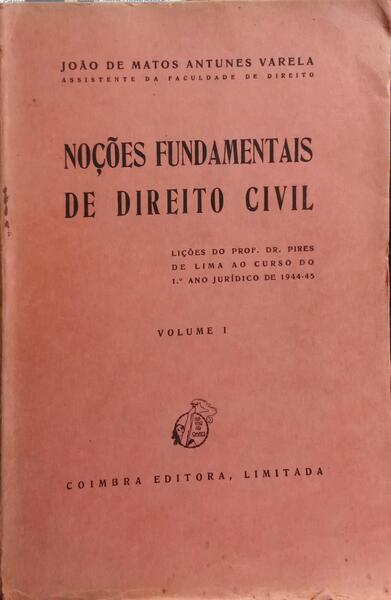 JOÃO DE MATOS ANTUNES VARELA
ASSISTENTE DA FACULDADE DE DIREITO
NOÇÕES FUNDAMENTAIS
DE DIREITO CIVIL
LIÇÕES DO PROF. DR. PIRES
DE LIMA AO CURSO DO
1.º ANO JURÍDICO DE 1944-45
VOLUME I
COIMBRA EDITORA, LIMITADA